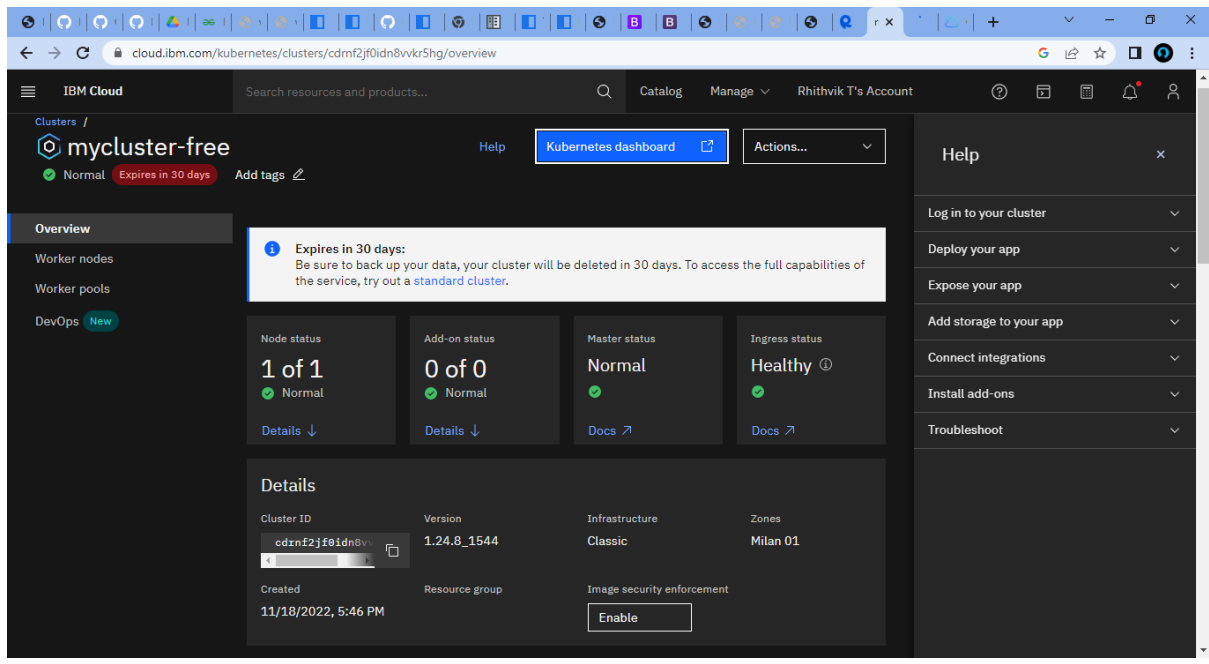 cloud.ibm.com/kubernetes/clusters/cdrnf2jf0idn8vvkr5hg/overview
IBM Cloud
Search resources and products...
Catalog
Manage
Rhithvik T's Account
Clusters /
mycluster-free
Normal
Expires in 30 days
Add tags
Help
Kubernetes dashboard
Actions...
Overview
Worker nodes
Worker pools
DevOps
New
Expires in 30 days:
Be sure to back up your data, your cluster will be deleted in 30 days. To access the full capabilities of
the service, try out a standard cluster.
Node status
1 of 1
Normal
Details
Add-on status
0 of 0
Normal
Details
Master status
Normal
Docs
Ingress status
Healthy
Docs
Details
Cluster ID
cdrnf2jf0idn8vv
Version
1.24.8_1544
Infrastructure
Classic
Zones
Milan 01
Created
11/18/2022, 5:46 PM
Resource group
Image security enforcement
Enable
Help
Log in to your cluster
Deploy your app
Expose your app
Add storage to your app
Connect integrations
Install add-ons
Troubleshoot